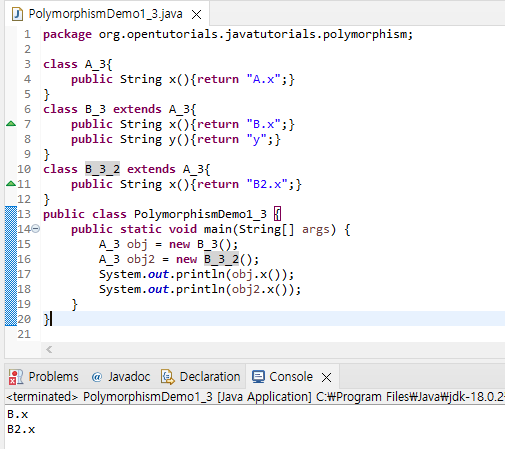 PolymorphismDemo1_3.java
1 package org.opentutorials.javatutorials.polymorphism;
2
3 class A_3{
4     public String x(){return "A.x";}
5 }
6 class B_3 extends A_3{
7     public String x(){return "B.x";}
8     public String y(){return "y";}
9 }
10 class B_3_2 extends A_3{
11     public String x(){return "B2.x";}
12 }
13 public class PolymorphismDemo1_3 {
14     public static void main(String[] args) {
15         A_3 obj = new B_3();
16         A_3 obj2 = new B_3_2();
17         System.out.println(obj.x());
18         System.out.println(obj2.x());
19     }
20 }
21
Problems @ Javadoc Declaration Console
<terminated> PolymorphismDemo1_3 [Java Application] C:₩Program Files₩Java₩jdk-18.0.2
B.x
B2.x